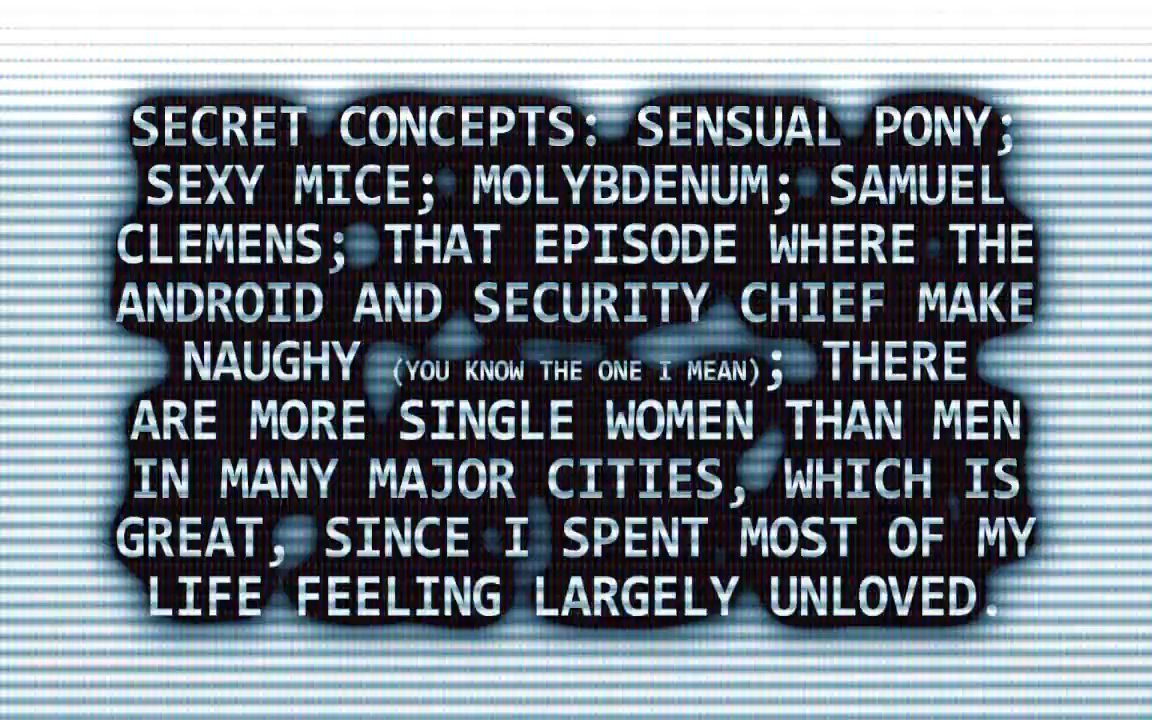 SECRET CONCEPTS: SENSUAL PONY;
SEXY MICE; MOLYBDENUM; SAMUEL
CLEMENS; THAT EPISODE WHERE THE
ANDROID AND SECURITY CHIEF MAKE
NAUGHY (YOU KNOW THE ONE I MEAN); THERE
ARE MORE SINGLE WOMEN THAN MEN
IN MANY MAJOR CITIES, WHICH IS
GREAT, SINCE I SPENT MOST OF MY
LIFE FEELING LARGELY UNLOVED.